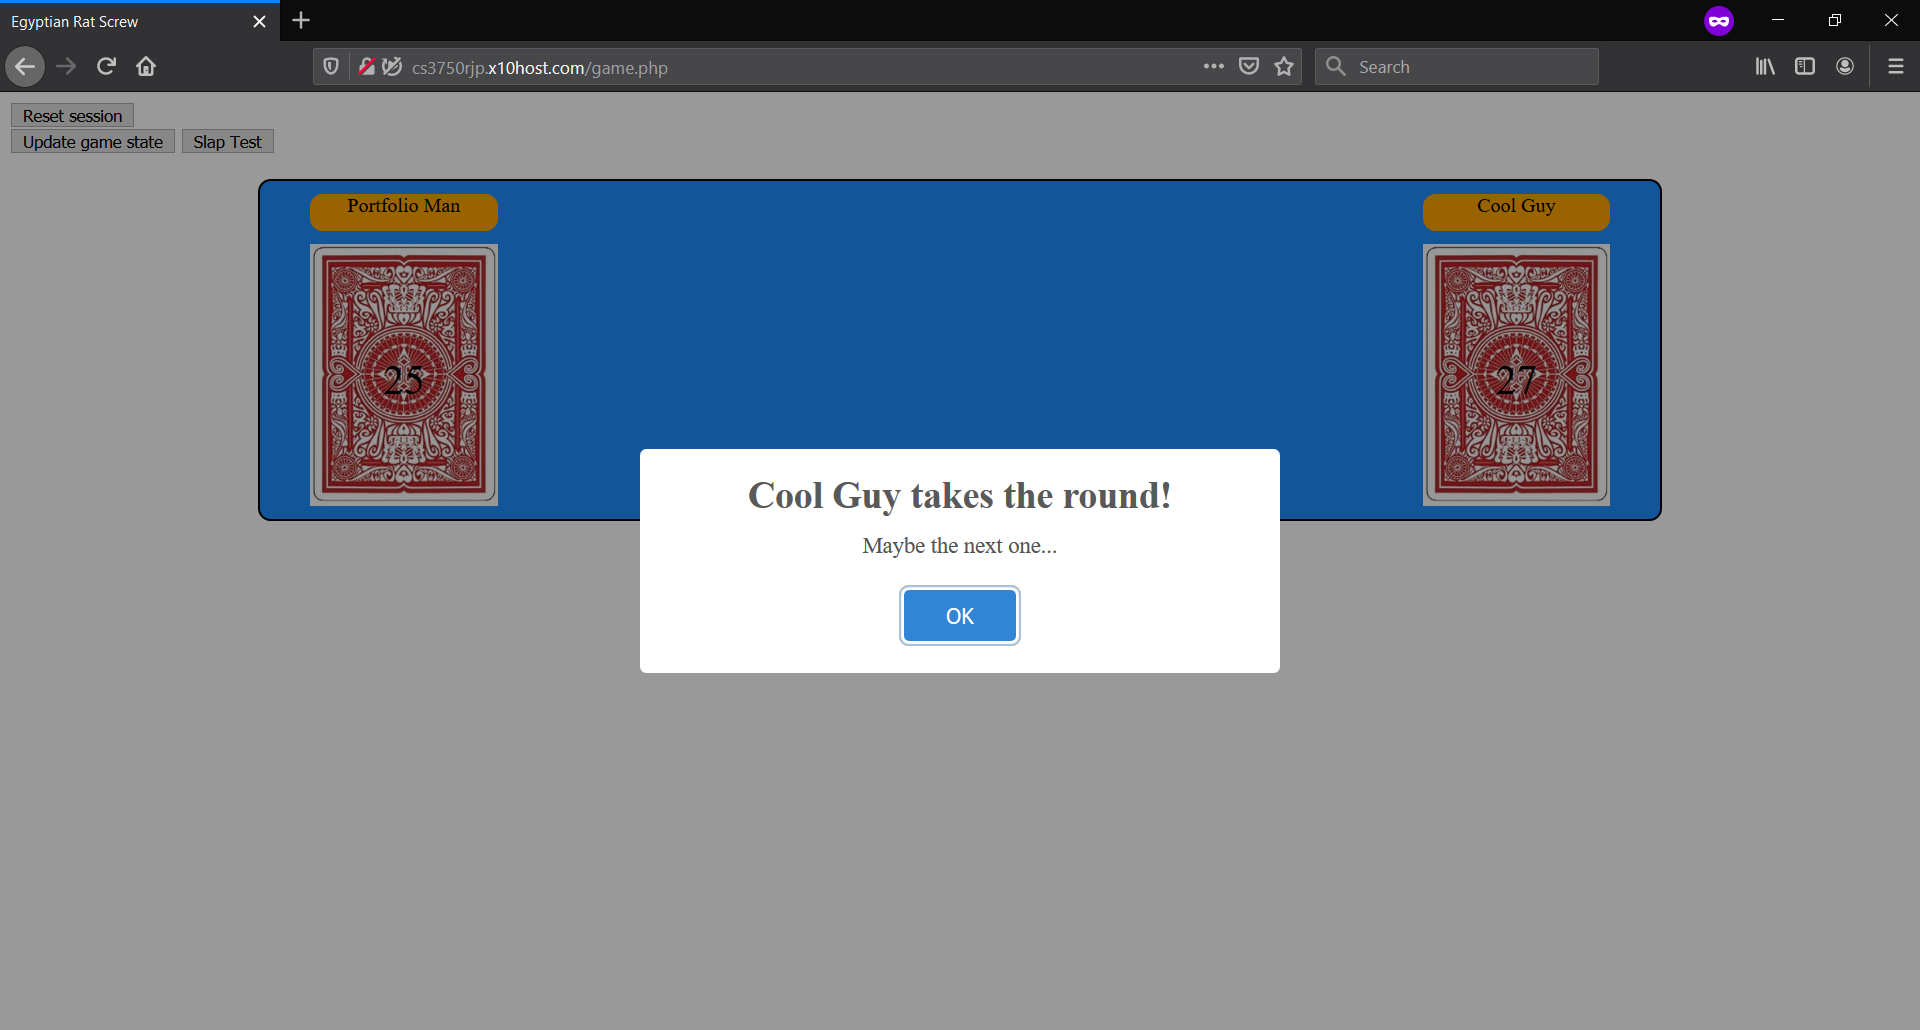 Egyptian Rat Screw
cs3750rjp.x10host.com/game.php
Search
Reset session
Update game state
Slap Test
Portfolio Man
Cool Guy
25
27
Cool Guy takes the round!
Maybe the next one...
OK